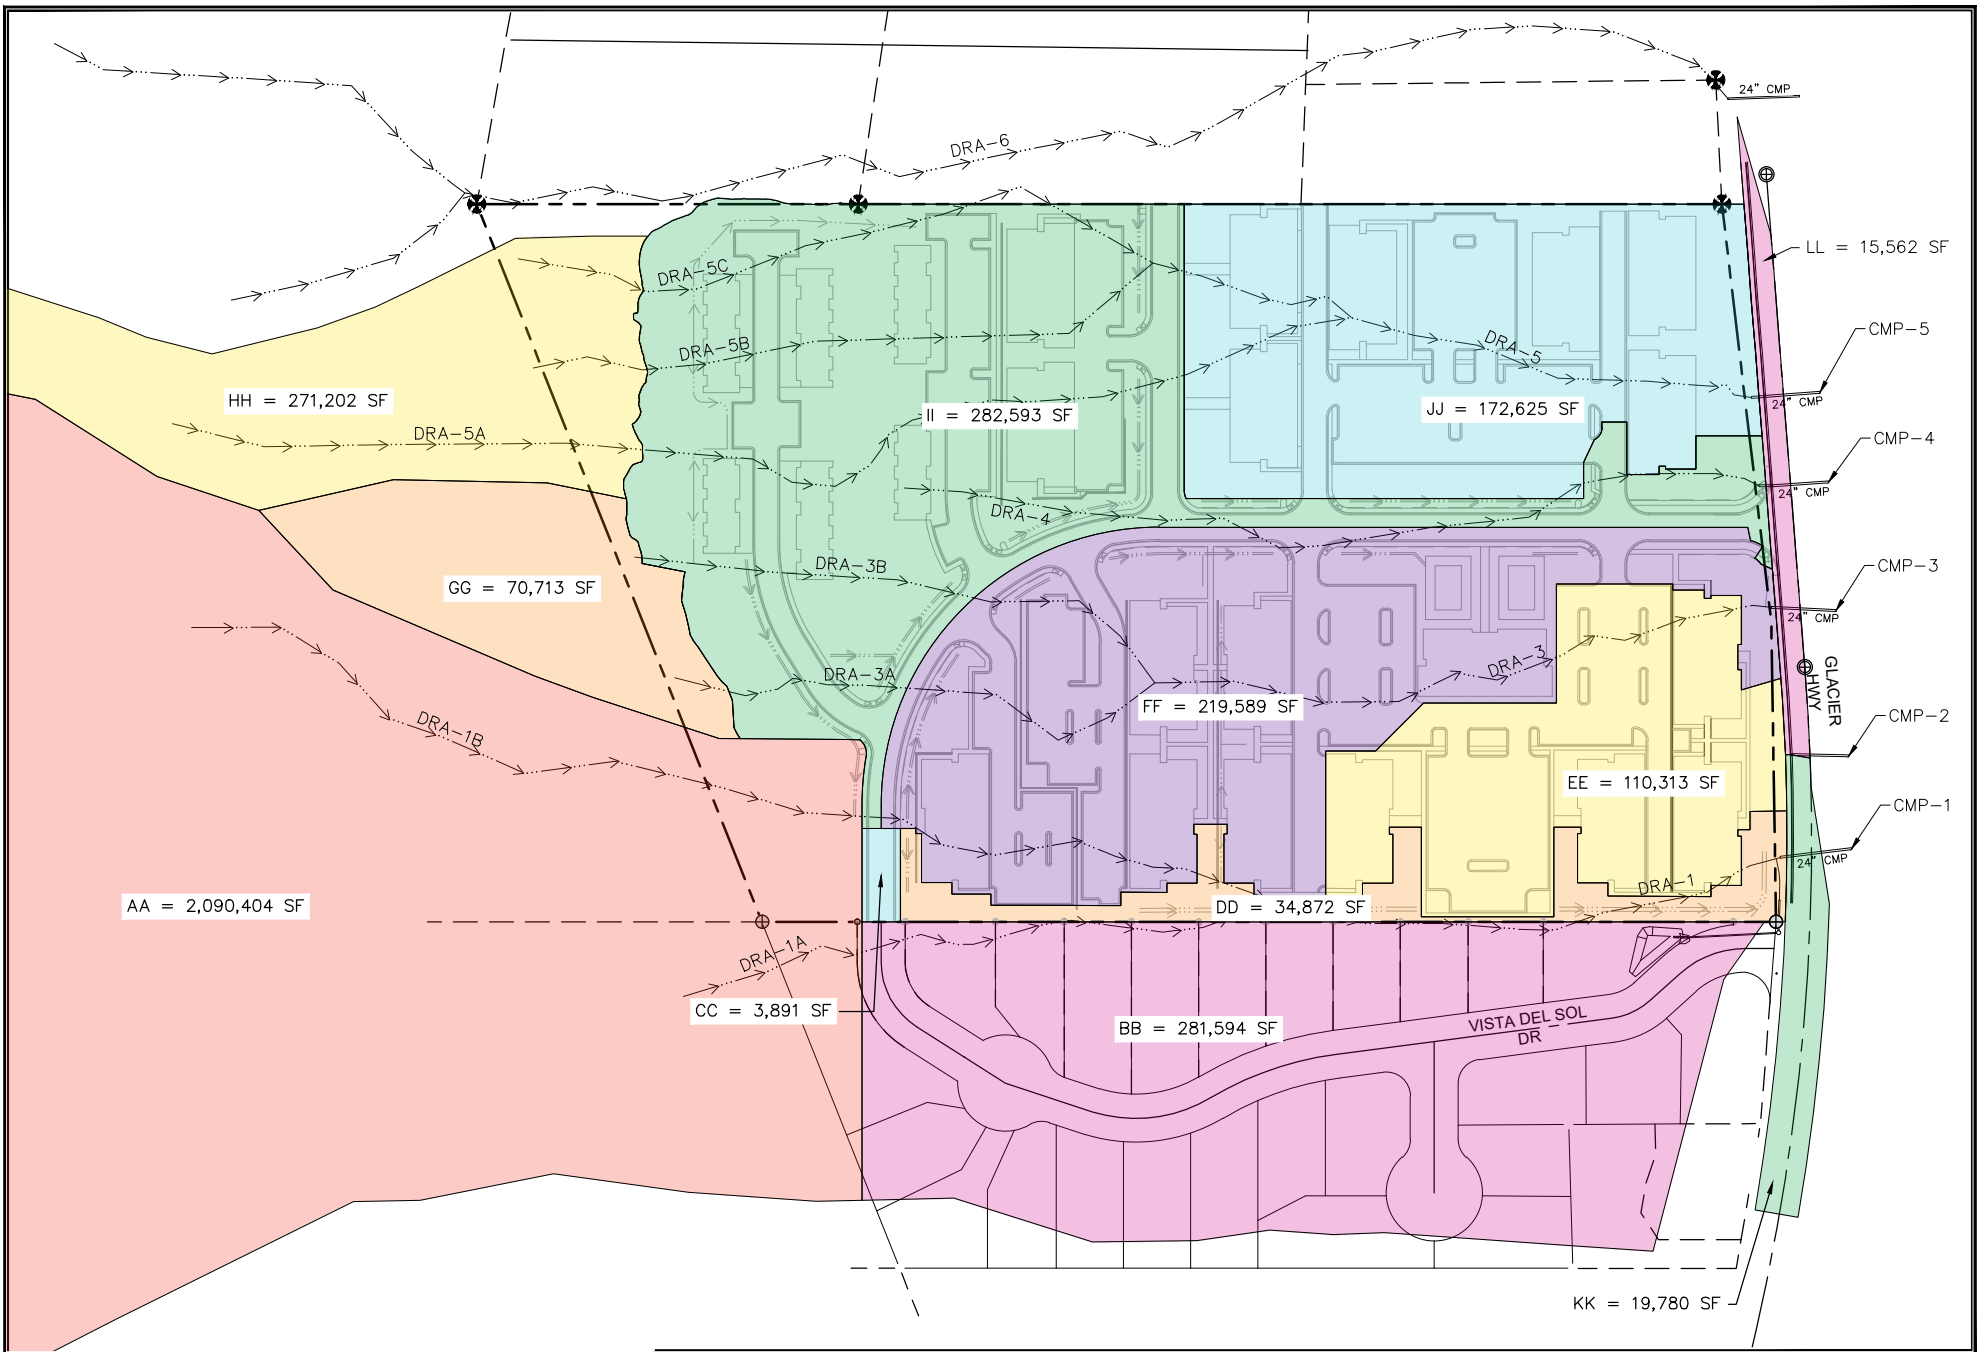 24" CMP
DRA-6
LL = 15,562 SF
DRA-5C
CMP-5
DRA-5B
DRA-5
HH = 271,202 SF
24" CMP
II = 282,593 SF
JJ = 172,625 SF
DRA-5A
CMP-4
24" CMP
DRA-4
DRA-3B
CMP-3
GG = 70,713 SF
24" CMP
DRA-3A
DRA-3
GLACIER
HWY
FF = 219,589 SF
CMP-2
DRA-1B
EE = 110,313 SF
CMP-1
24" CMP
DRA-1
AA = 2,090,404 SF
DD = 34,872 SF
DRA-1A
CC = 3,891 SF
BB = 281,594 SF
VISTA DEL SOL
DR
KK = 19,780 SF